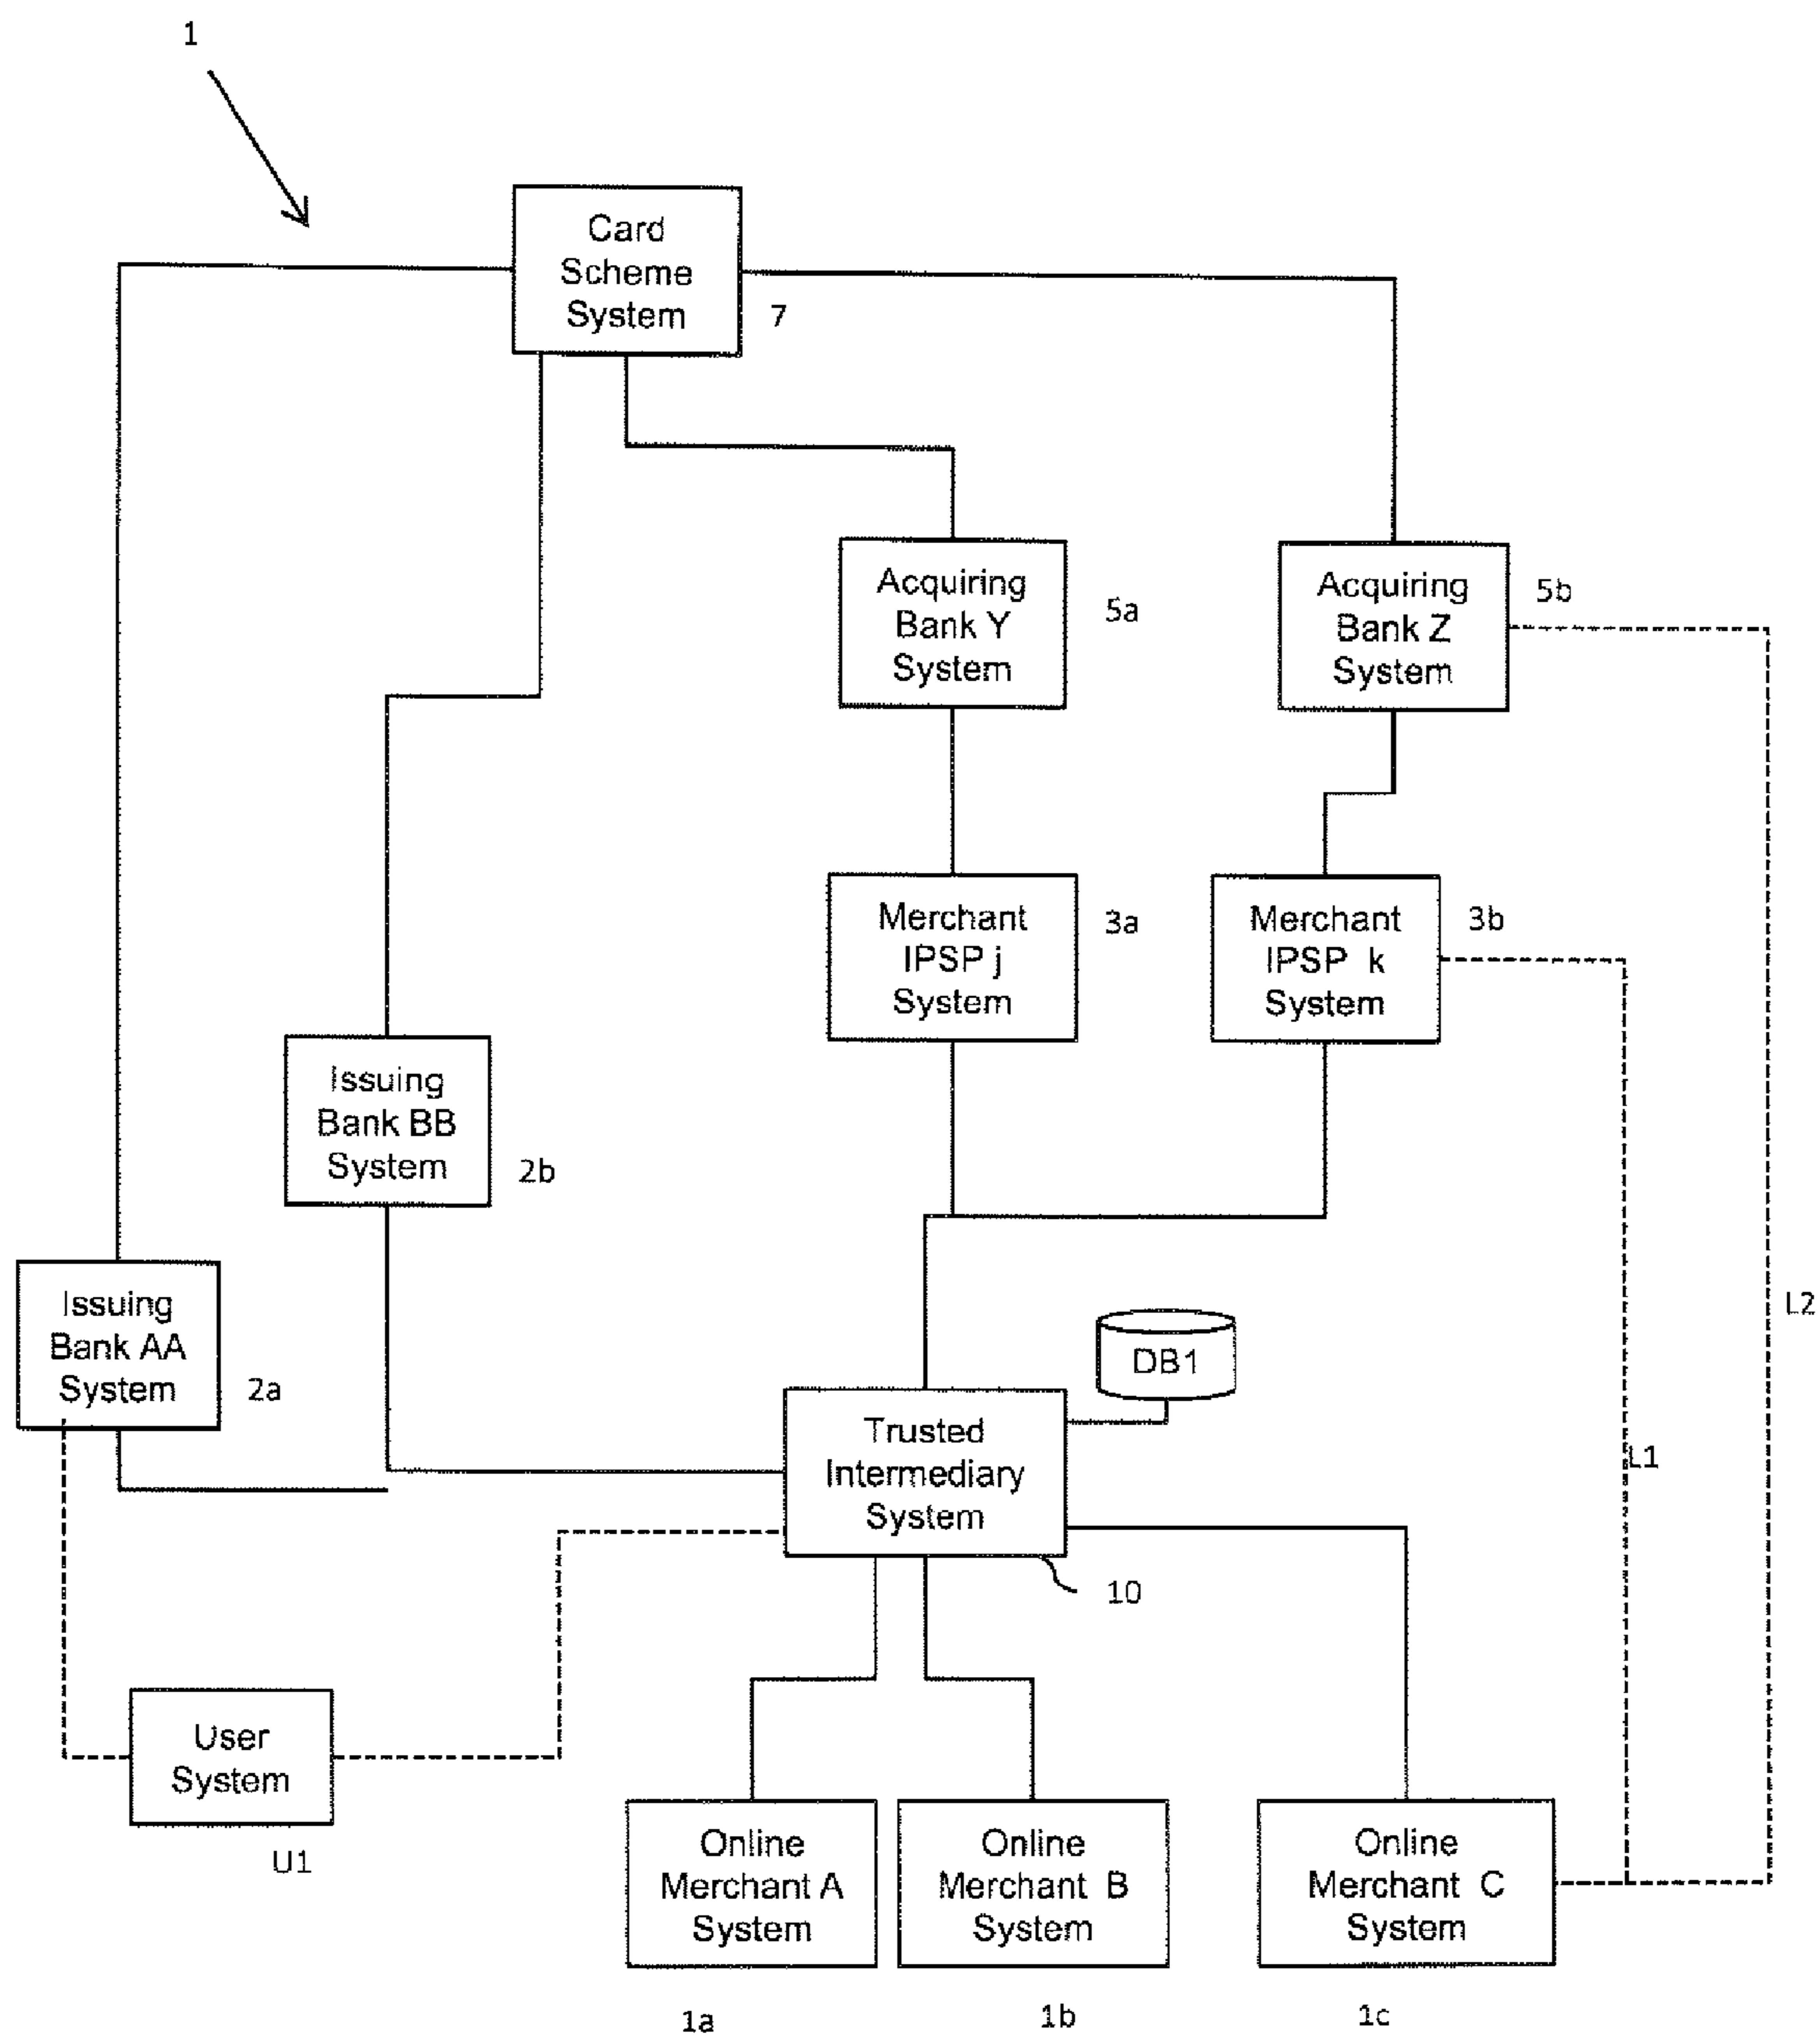 1
Card
Scheme
System
7
Acquiring
Bank Y
System
5a
Acquiring
Bank Z
System
5b
Merchant
IPSP j
System
3a
Merchant
IPSP k
System
3b
Issuing
Bank BB
System
2b
Issuing
Bank AA
System
2a
L2
DB1
L1
Trusted
Intermediary
System
10
User
System
U1
Online
Merchant A
System
1a
Online
Merchant B
System
1b
Online
Merchant C
System
1c